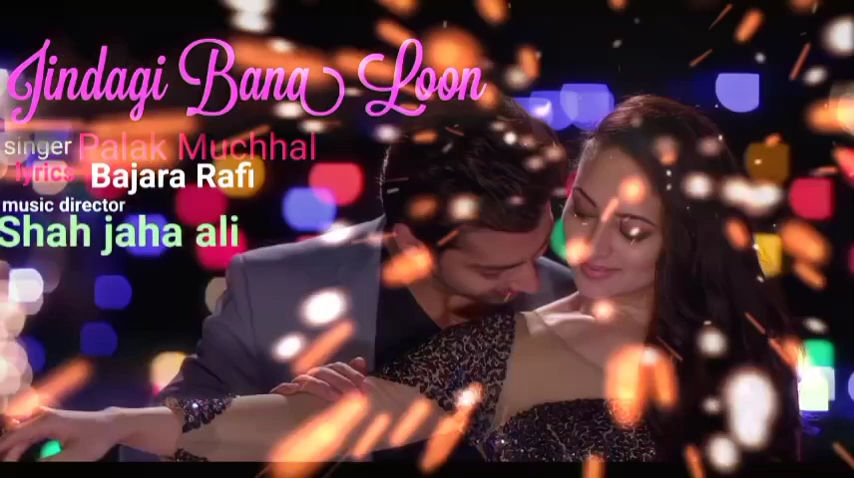 Jindagi Bana Loon
singer Palak Muchhal
lyrics Bajara Rafi
music director
Shah jaha ali